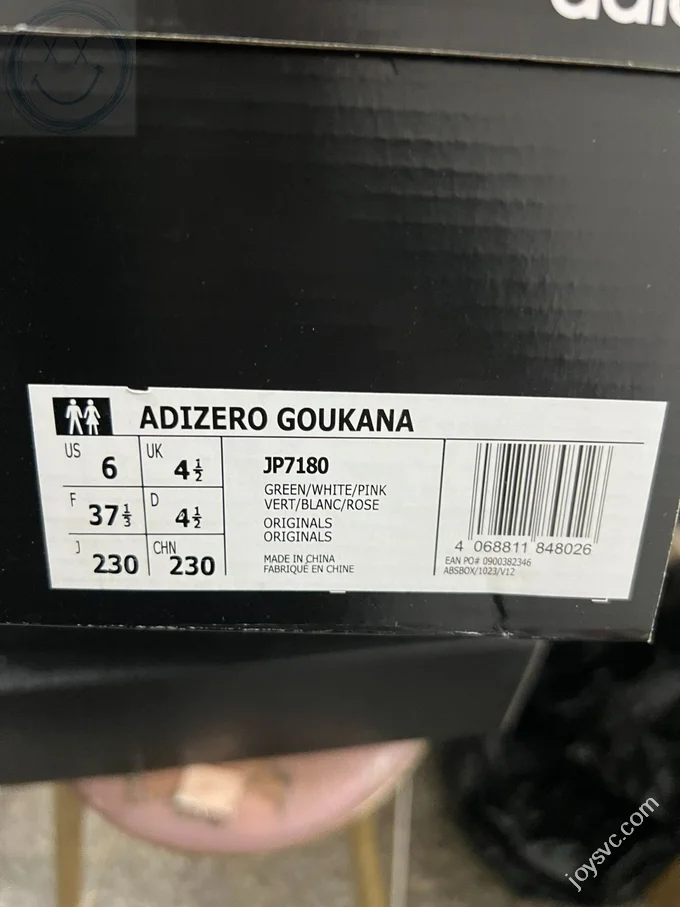 adi
ADIZERO GOUKANA
US 6 UK 4½
F 37⅓ D 4½
J 230 CHN 230
JP7180
GREEN/WHITE/PINK
VERT/BLANC/ROSE
ORIGINALS
ORIGINALS
MADE IN CHINA
FABRIQUÉ EN CHINE
4 068811 848026
EAN PO# 0900382346
ABSBOX/1023/V12
joysvc.com